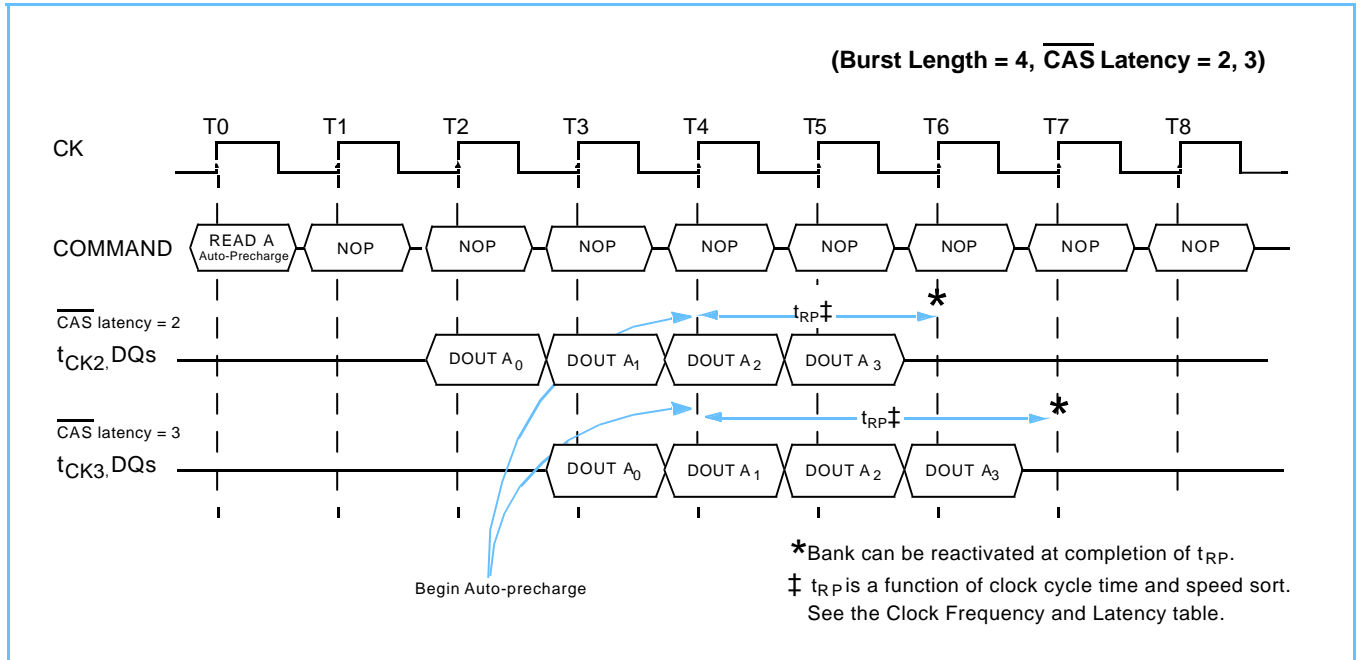 (Burst Length = 4, CAS Latency = 2, 3)
T0 T1 T2 T3 T4 T5 T6 T7 T8
CK
COMMAND
READ A
Auto-Precharge
NOP NOP NOP NOP NOP NOP NOP NOP
*
tRP‡
CAS latency = 2
tCK2, DQs
DOUT A0 DOUT A1 DOUT A2 DOUT A3
*
tRP‡
CAS latency = 3
tCK3, DQs
DOUT A0 DOUT A1 DOUT A2 DOUT A3
Begin Auto-precharge
*Bank can be reactivated at completion of tRP.
‡ tRP is a function of clock cycle time and speed sort.
See the Clock Frequency and Latency table.